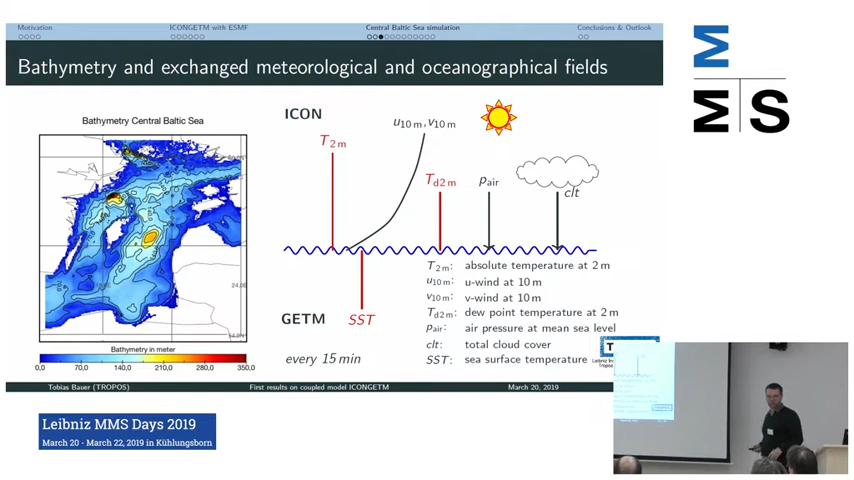 Motivation
ICONGETM with ESMF
Central Baltic Sea simulation
Conclusions & Outlook
Bathymetry and exchanged meteorological and oceanographical fields
Bathymetry Central Baltic Sea
ICON
u10 m, v10 m
T2 m
Td2 m
pair
clt
24,0E
GETM
SST
every 15 min
T2 m: absolute temperature at 2 m
u10 m: u-wind at 10 m
v10 m: v-wind at 10 m
Td2 m: dew point temperature at 2 m
pair: air pressure at mean sea level
clt: total cloud cover
SST: sea surface temperature
Bathymetry in meter
0,0 70,0 140,0 210,0 280,0 350,0
Tobias Bauer (TROPOS)
First results on coupled model ICONGETM
March 20, 2019
Leibniz MMS Days 2019
March 20 - March 22, 2019 in Kühlungsborn
M
M S